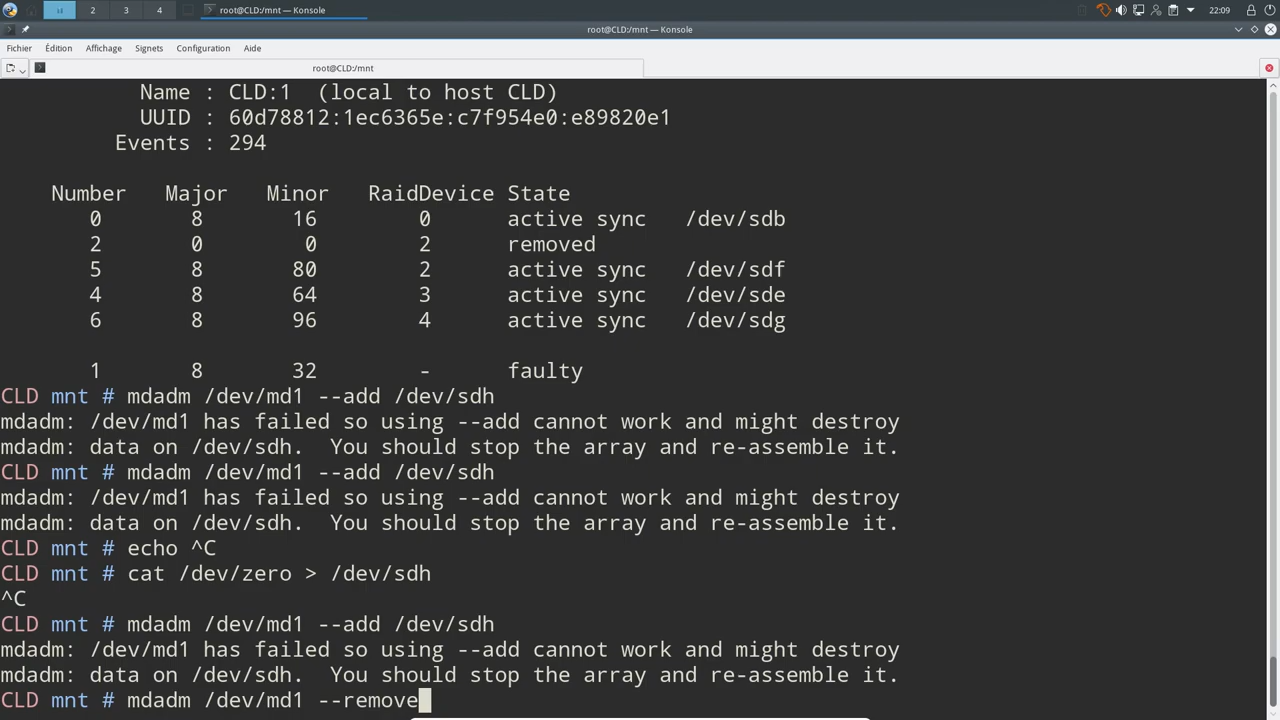 2
3
4
root@CLD:/mnt — Konsole
22:09
root@CLD:/mnt — Konsole
Fichier Édition Affichage Signets Configuration Aide
root@CLD:/mnt
Name : CLD:1  (local to host CLD)
UUID : 60d78812:1ec6365e:c7f954e0:e89820e1
Events : 294
Number   Major   Minor   RaidDevice State
0       8       16        0      active sync   /dev/sdb
2       0        0        2      removed
5       8       80        2      active sync   /dev/sdf
4       8       64        3      active sync   /dev/sde
6       8       96        4      active sync   /dev/sdg
1       8       32        -      faulty
CLD mnt # mdadm /dev/md1 --add /dev/sdh
mdadm: /dev/md1 has failed so using --add cannot work and might destroy
mdadm: data on /dev/sdh.  You should stop the array and re-assemble it.
CLD mnt # mdadm /dev/md1 --add /dev/sdh
mdadm: /dev/md1 has failed so using --add cannot work and might destroy
mdadm: data on /dev/sdh.  You should stop the array and re-assemble it.
CLD mnt # echo ^C
CLD mnt # cat /dev/zero > /dev/sdh
^C
CLD mnt # mdadm /dev/md1 --add /dev/sdh
mdadm: /dev/md1 has failed so using --add cannot work and might destroy
mdadm: data on /dev/sdh.  You should stop the array and re-assemble it.
CLD mnt # mdadm /dev/md1 --remove